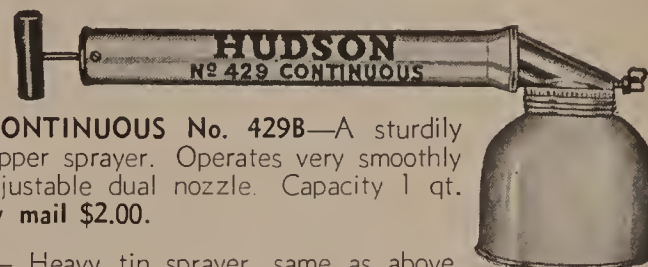 HUDSON
Nº 429 CONTINUOUS
ONTINUOUS No. 429B—A sturdily
pper sprayer. Operates very smoothly
justable dual nozzle. Capacity 1 qt.
mail $2.00.
— Heavy tin sprayer, same as above